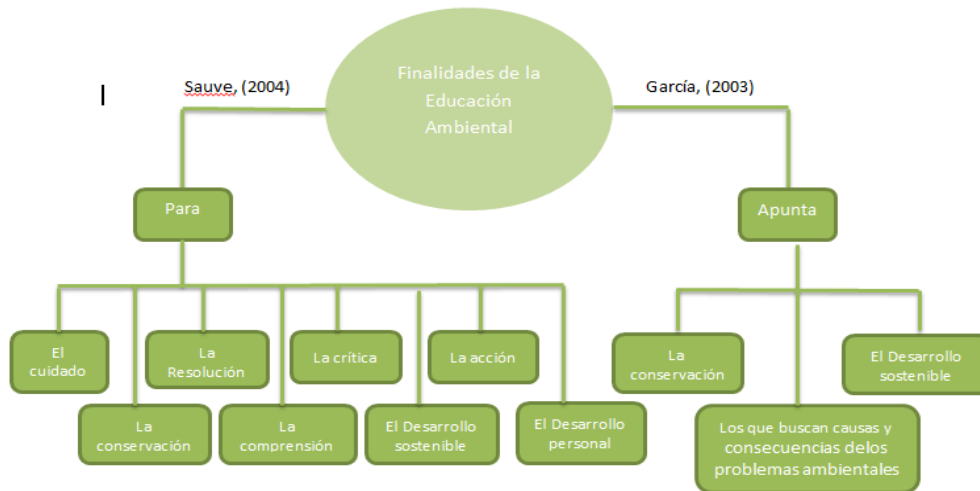 Finalidades de la
Educación
Ambiental
Sauve, (2004)
García, (2003)
Para
Apunta
El
cuidado
La
Resolución
La crítica
La acción
La
conservación
La
comprensión
El Desarrollo
sostenible
El Desarrollo
personal
La
conservación
El Desarrollo
sostenible
Los que buscan causas y
consecuencias delos
problemas ambientales